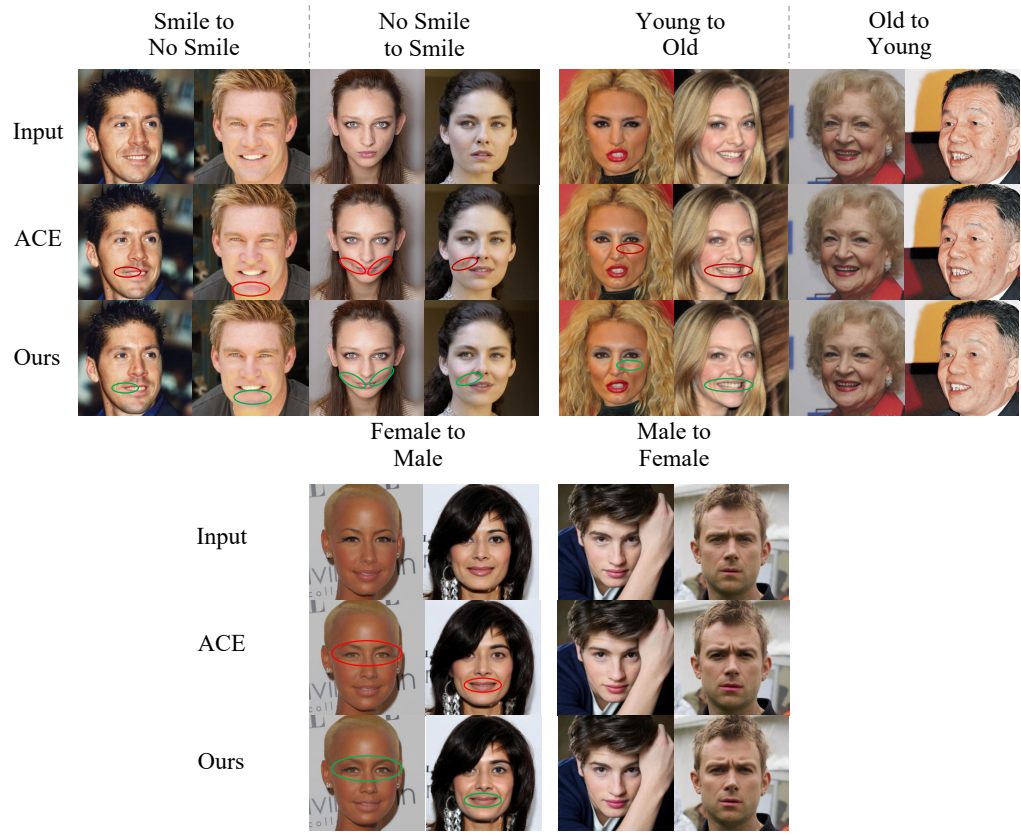 Smile to
No Smile
No Smile
to Smile
Young to
Old
Old to
Young
Input
ACE
Ours
Female to
Male
Male to
Female
Input
ACE
Ours